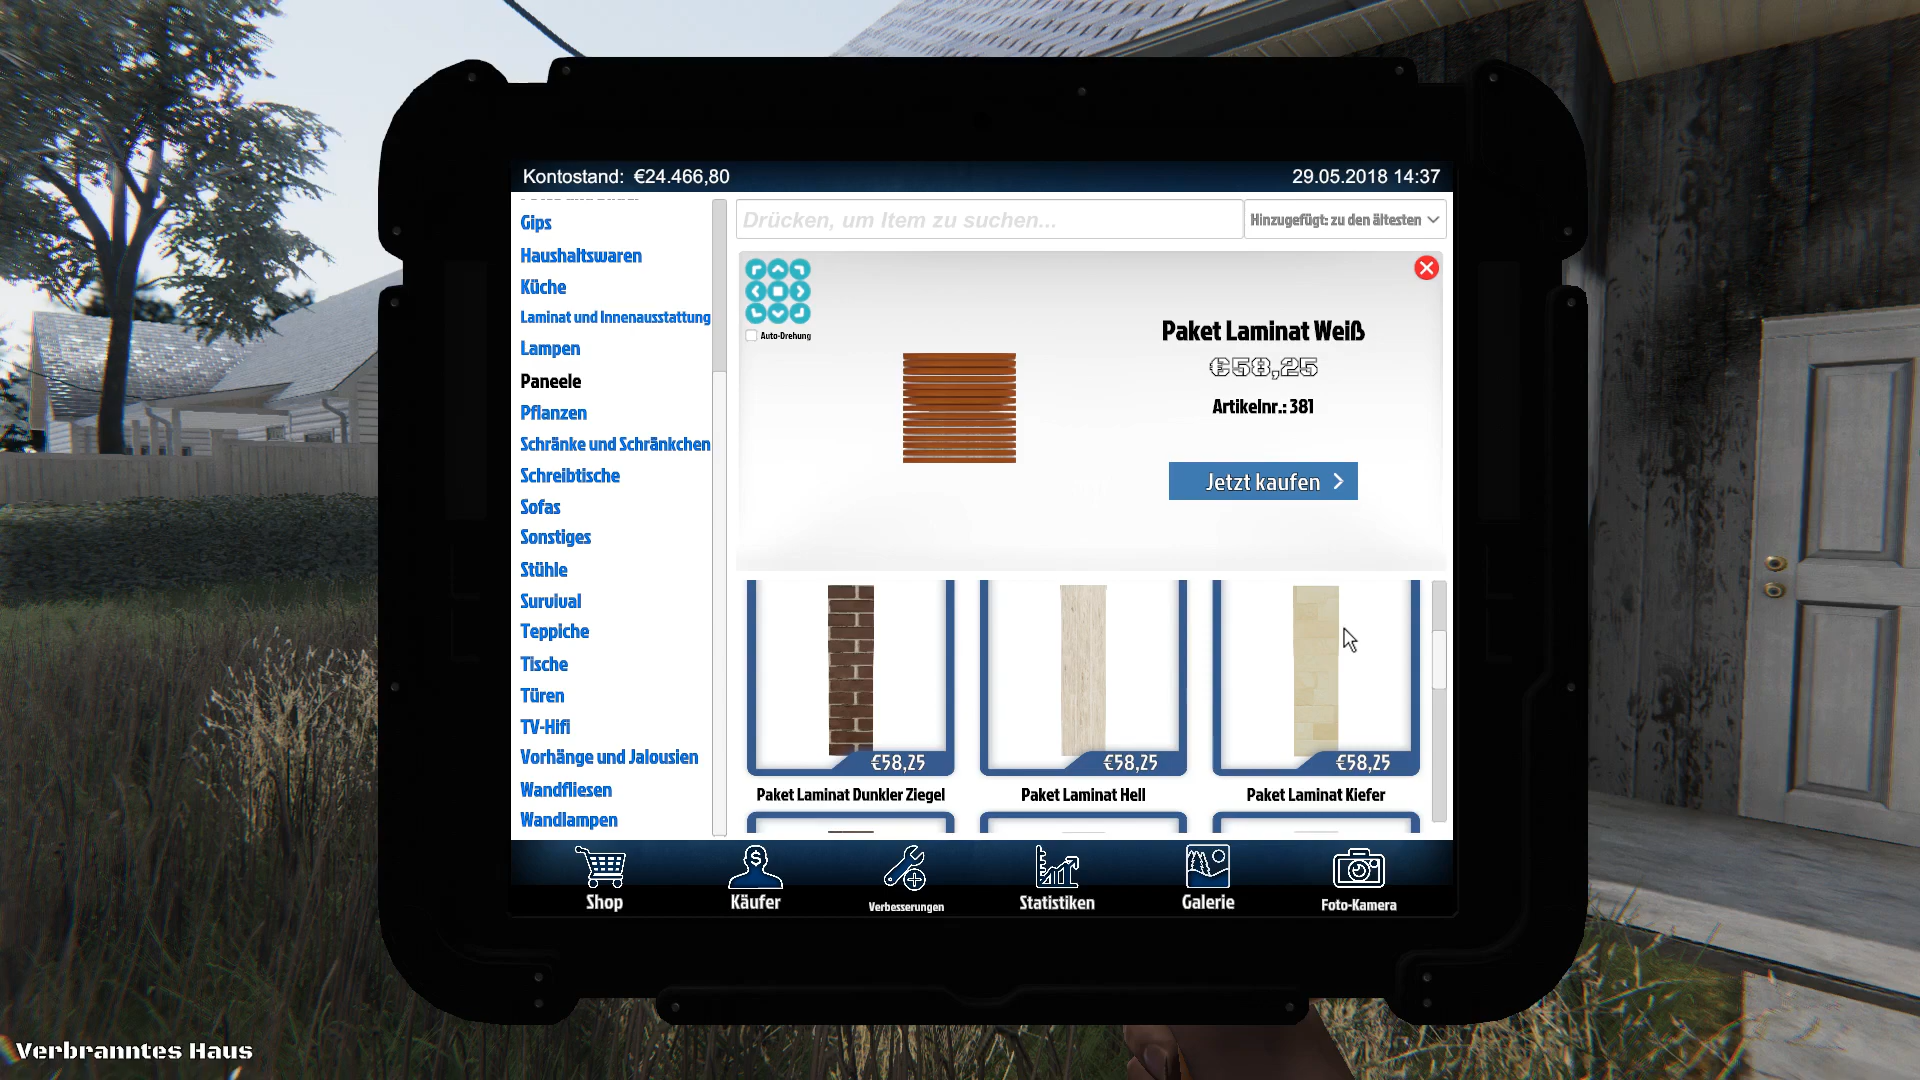 Kontostand: €24.466,80
29.05.2018 14:37
Gips
Haushaltswaren
Küche
Laminat und Innenausstattung
Lampen
Paneele
Pflanzen
Schränke und Schränkchen
Schreibtische
Sofas
Sonstiges
Stühle
Survival
Teppiche
Tische
Türen
TV-Hifi
Vorhänge und Jalousien
Wandfliesen
Wandlampen
Drücken, um Item zu suchen...
Hinzugefügt: zu den ältesten
Auto-Drehung
Paket Laminat Weiß
€58,25
Artikelnr.: 381
Jetzt kaufen
€58,25
€58,25
€58,25
Paket Laminat Dunkler Ziegel
Paket Laminat Hell
Paket Laminat Kiefer
Shop
Käufer
Verbesserungen
Statistiken
Galerie
Foto-Kamera
Verbranntes Haus